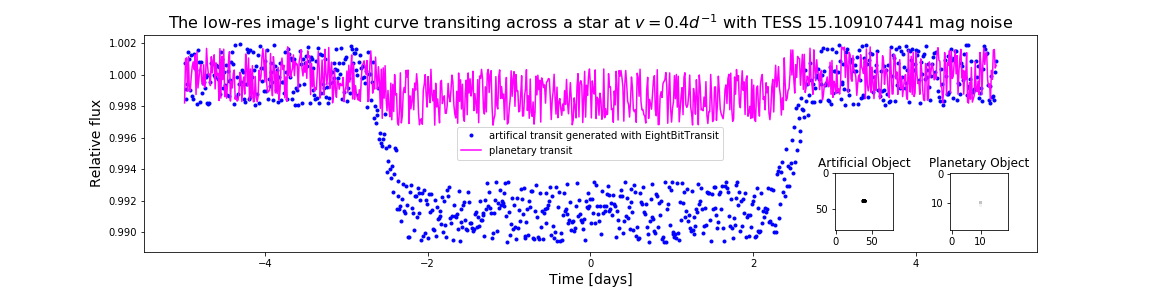 The low-res image's light curve transiting across a star at v = 0.4d⁻¹ with TESS 15.109107441 mag noise
Relative flux
1.002
1.000
0.998
0.996
0.994
0.992
0.990
artifical transit generated with EightBitTransit
planetary transit
Artificial Object
0
50
0 50
Planetary Object
0
10
0 10
−4 −2 0 2 4
Time [days]